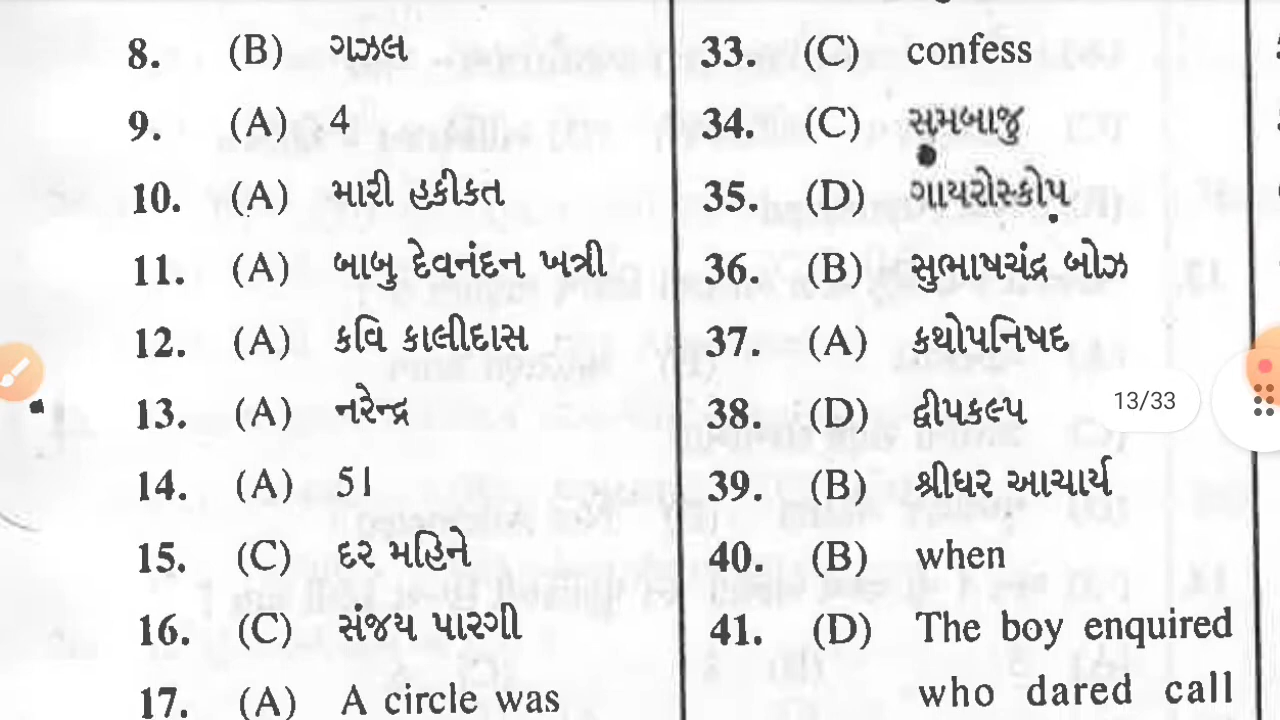 8. (B) ગઝલ
9. (A) 4
10. (A) મારી હકીકત
11. (A) બાબુ દેવનંદન ખત્રી
12. (A) કવિ કાલીદાસ
13. (A) નરેન્દ્ર
14. (A) 51
15. (C) દર મહિને
16. (C) સંજય પારગી
17. (A) A circle was
33. (C) confess
34. (C) સમબાજુ
35. (D) ગાયરોસ્કોપ
36. (B) સુભાષચંદ્ર બોઝ
37. (A) કથોપનિષદ
38. (D) દ્વીપકલ્પ
39. (B) શ્રીધર આચાર્ય
40. (B) when
41. (D) The boy enquired
who dared call
13/33